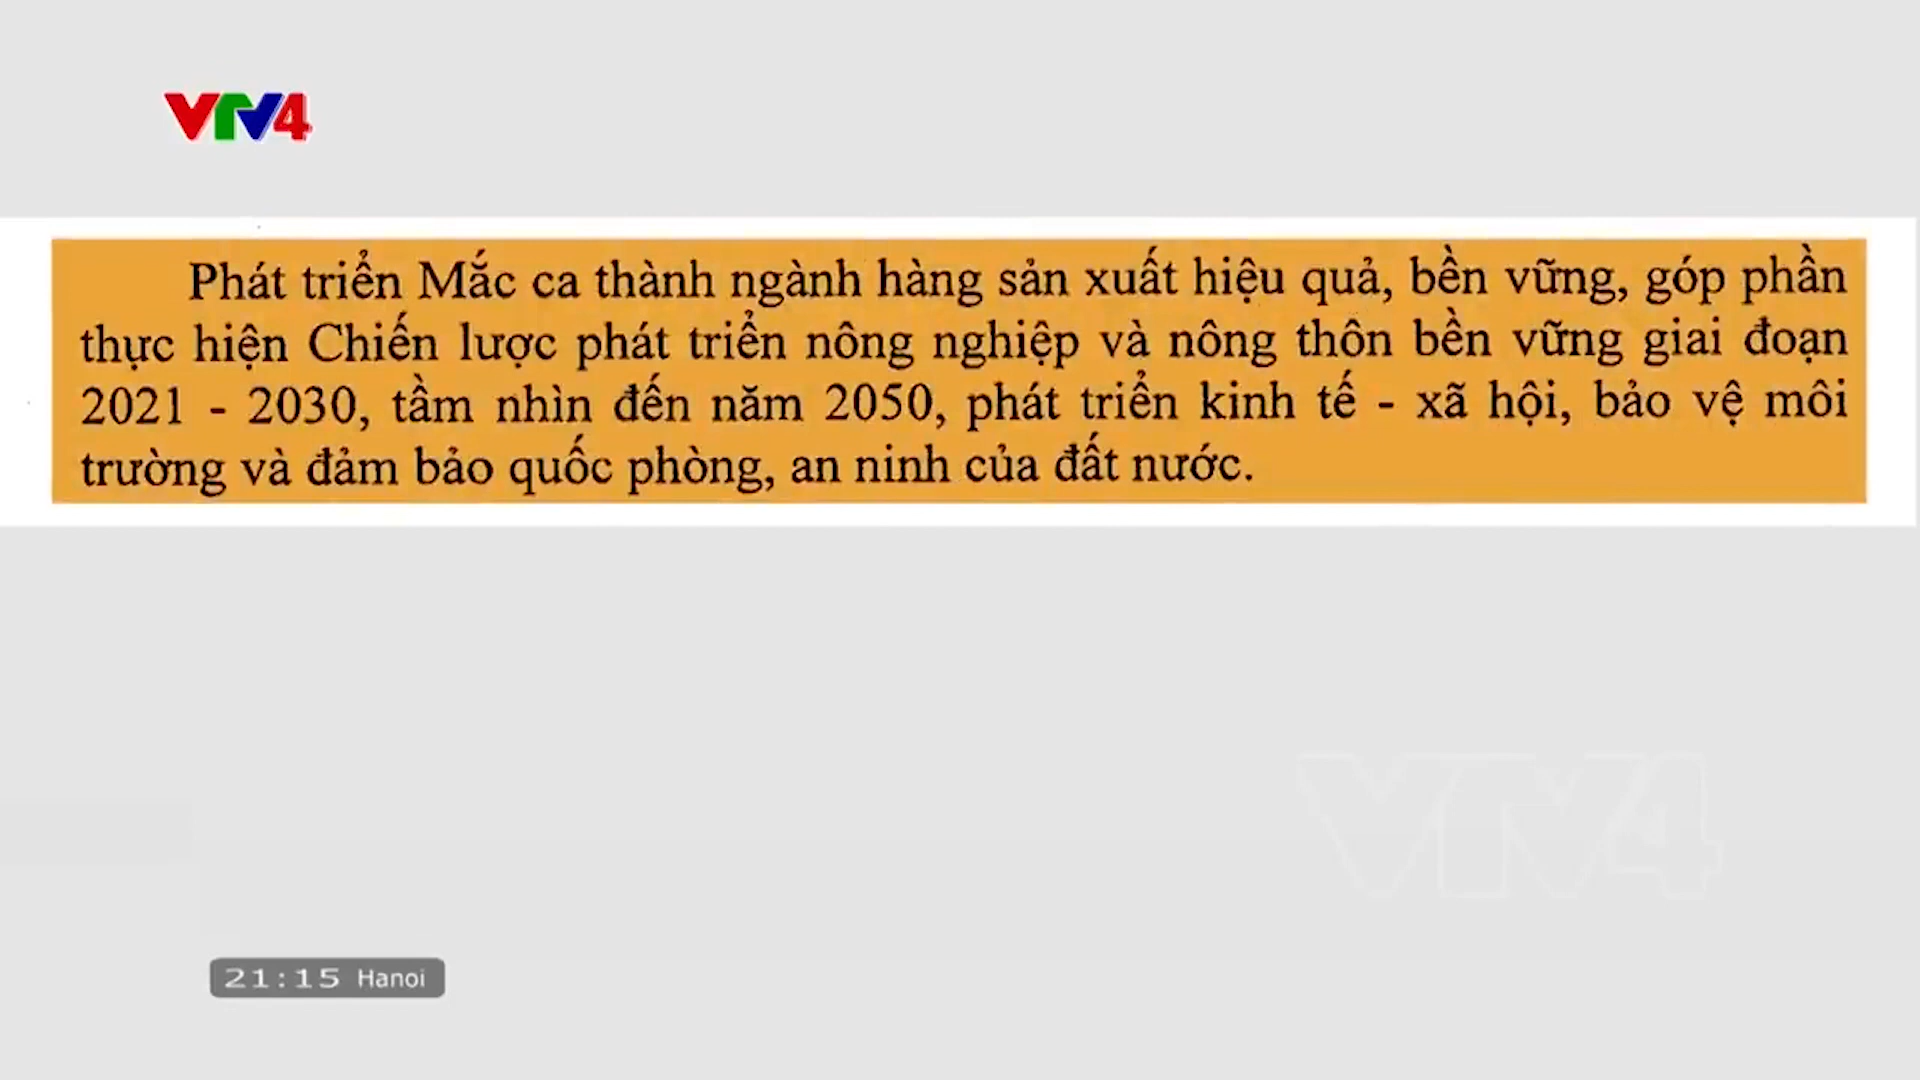 VTV4
Phát triển Mắc ca thành ngành hàng sản xuất hiệu quả, bền vững, góp phần
thực hiện Chiến lược phát triển nông nghiệp và nông thôn bền vững giai đoạn
2021 - 2030, tầm nhìn đến năm 2050, phát triển kinh tế - xã hội, bảo vệ môi
trường và đảm bảo quốc phòng, an ninh của đất nước.
VTV4
21:15 Hanoi